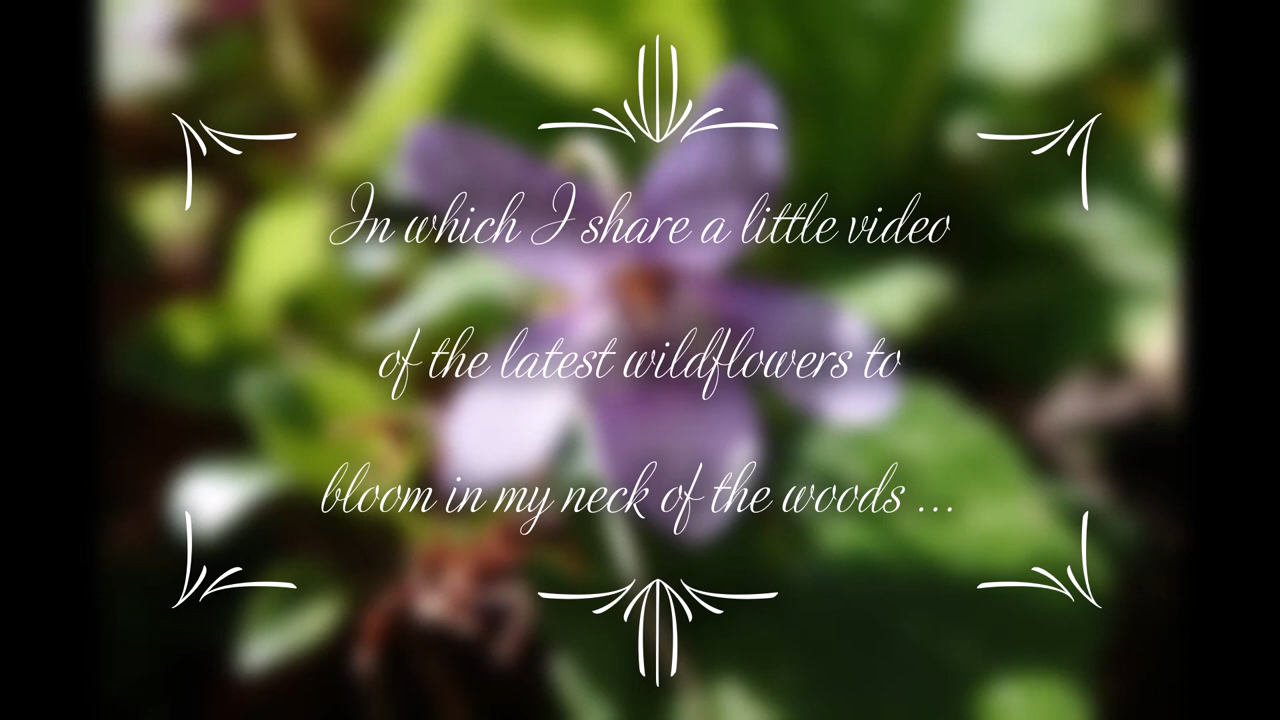 In which I share a little video
of the latest wildflowers to
bloom in my neck of the woods ...